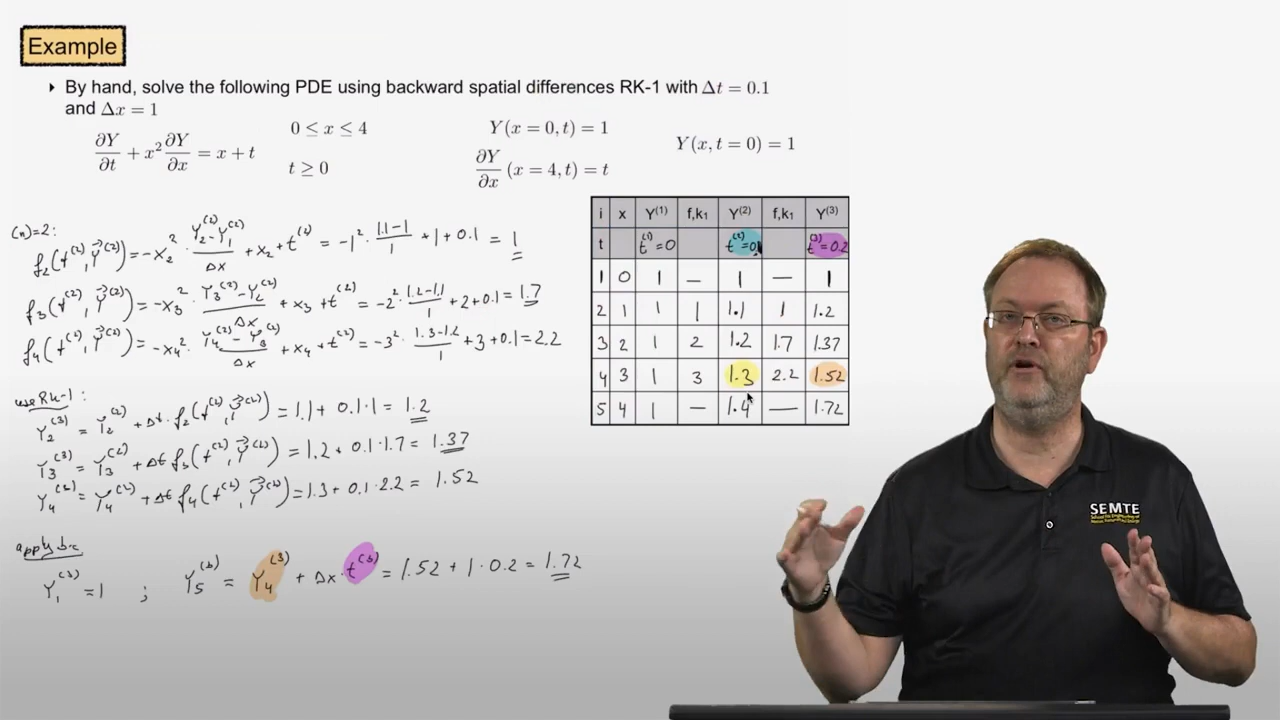 Example
‣ By hand, solve the following PDE using backward spatial differences RK-1 with Δt = 0.1
and Δx = 1
∂Y/∂t + x² ∂Y/∂x = x + t
0 ≤ x ≤ 4
t ≥ 0
Y(x = 0, t) = 1
∂Y/∂x (x = 4, t) = t
Y(x, t = 0) = 1
(n)=2:
f₂(t⁽²⁾, Y⃗⁽²⁾) = -x₂² · (Y₂⁽²⁾-Y₁⁽²⁾)/Δx + x₂ + t⁽²⁾ = -1² · (1.1-1)/1 + 1 + 0.1 = 1
f₃(t⁽²⁾, Y⃗⁽²⁾) = -x₃² · (Y₃⁽²⁾-Y₂⁽²⁾)/Δx + x₃ + t⁽²⁾ = -2² · (1.2-1.1)/1 + 2 + 0.1 = 1.7
f₄(t⁽²⁾, Y⃗⁽²⁾) = -x₄² · (Y₄⁽²⁾-Y₃⁽²⁾)/Δx + x₄ + t⁽²⁾ = -3² · (1.3-1.2)/1 + 3 + 0.1 = 2.2
use RK-1:
Y₂⁽³⁾ = Y₂⁽²⁾ + Δt · f₂(t⁽²⁾, Y⃗⁽²⁾) = 1.1 + 0.1·1 = 1.2
Y₃⁽³⁾ = Y₃⁽²⁾ + Δt f₃(t⁽²⁾, Y⃗⁽²⁾) = 1.2 + 0.1·1.7 = 1.37
Y₄⁽³⁾ = Y₄⁽²⁾ + Δt f₄(t⁽²⁾, Y⃗⁽²⁾) = 1.3 + 0.1·2.2 = 1.52
apply bc
Y₁⁽³⁾ = 1 ; Y₅⁽³⁾ = Y₄⁽³⁾ + Δx · t⁽³⁾ = 1.52 + 1 · 0.2 = 1.72
i x Y⁽¹⁾ f,k₁ Y⁽²⁾ f,k₁ Y⁽³⁾
t t⁽¹⁾=0 t⁽²⁾=0. t⁽³⁾=0.2
1 0 1 — 1 — 1
2 1 1 1 1.1 1 1.2
3 2 1 2 1.2 1.7 1.37
4 3 1 3 1.3 2.2 1.52
5 4 1 — 1.4 — 1.72
SEMTE